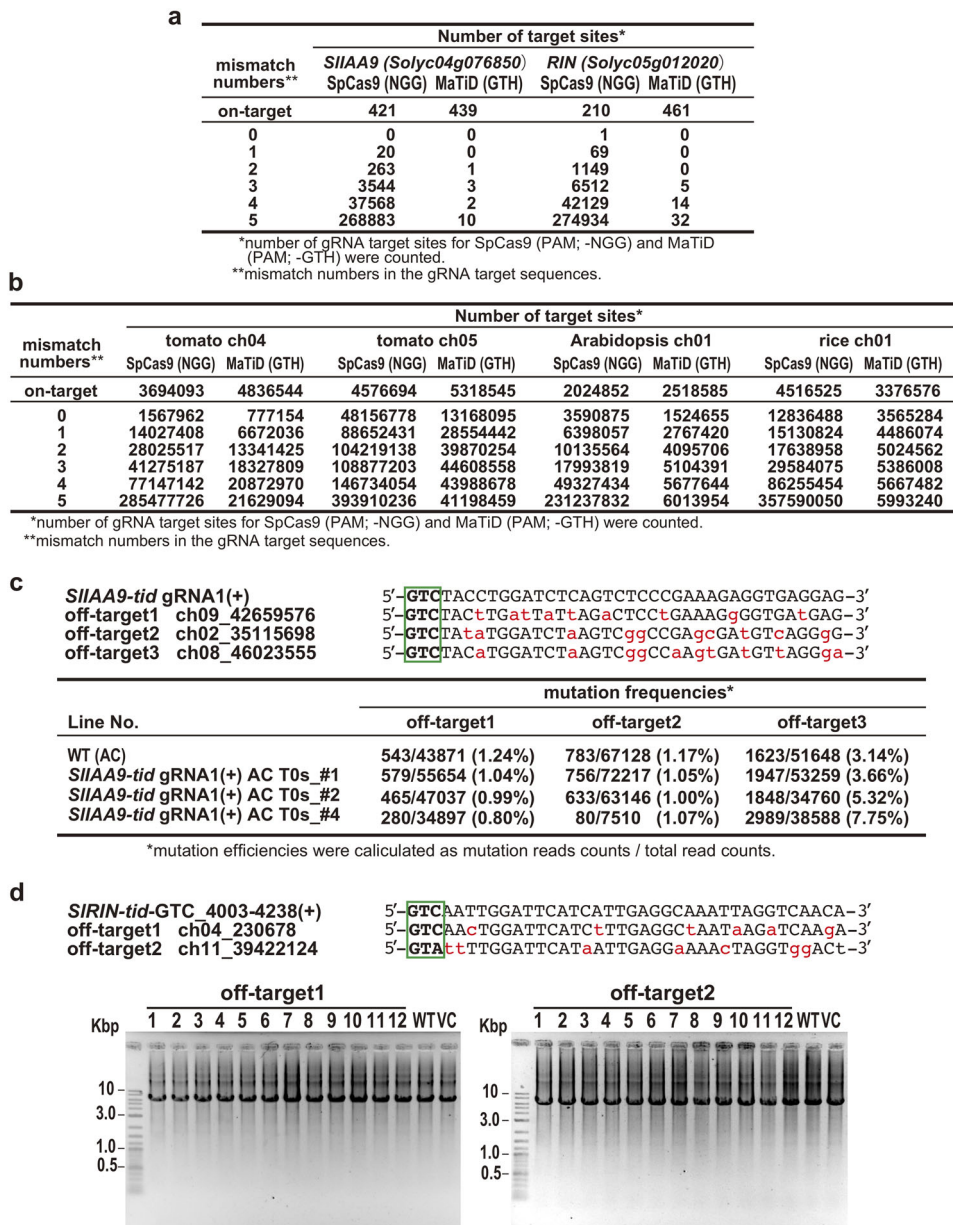 a
Number of target sites*
mismatch numbers** SlIAA9 (Solyc04g076850) RIN (Solyc05g012020)
SpCas9 (NGG) MaTiD (GTH) SpCas9 (NGG) MaTiD (GTH)
on-target 421 439 210 461
0 0 0 1 0
1 20 0 69 0
2 263 1 1149 0
3 3544 3 6512 5
4 37568 2 42129 14
5 268883 10 274934 32
*number of gRNA target sites for SpCas9 (PAM; -NGG) and MaTiD
(PAM; -GTH) were counted.
**mismatch numbers in the gRNA target sequences.
b
Number of target sites*
mismatch numbers** tomato ch04 tomato ch05 Arabidopsis ch01 rice ch01
SpCas9 (NGG) MaTiD (GTH) SpCas9 (NGG) MaTiD (GTH) SpCas9 (NGG) MaTiD (GTH) SpCas9 (NGG) MaTiD (GTH)
on-target 3694093 4836544 4576694 5318545 2024852 2518585 4516525 3376576
0 1567962 777154 48156778 13168095 3590875 1524655 12836488 3565284
1 14027408 6672036 88652431 28554442 6398057 2767420 15130824 4486074
2 28025517 13341425 104219138 39870254 10135564 4095706 17638958 5024562
3 41275187 18327809 108877203 44608558 17993819 5104391 29584075 5386008
4 77147142 20872970 146734054 43988678 49327434 5677644 86255454 5667482
5 285477726 21629094 393910236 41198459 231237832 6013954 357590050 5993240
*number of gRNA target sites for SpCas9 (PAM; -NGG) and MaTiD (PAM; -GTH) were counted.
**mismatch numbers in the gRNA target sequences.
c
SlIAA9-tid gRNA1(+) 5′-GTCTACCTGGATCTCAGTCTCCCGAAAGAGGTGAGGAG-3′
off-target1 ch09_42659576 5′-GTCTACtTGatTaTtAGaCTCCtGAAAGgGGTGAtGAG-3′
off-target2 ch02_35115698 5′-GTCTAtaTGGATCTaAGTCggCCGAgcGAtGTcAGGgG-3′
off-target3 ch08_46023555 5′-GTCTACaTGGATCTaAGTCggCCaAgtGAtGTtAGGga-3′
mutation frequencies*
Line No. off-target1 off-target2 off-target3
WT (AC) 543/43871 (1.24%) 783/67128 (1.17%) 1623/51648 (3.14%)
SlIAA9-tid gRNA1(+) AC T0s_#1 579/55654 (1.04%) 756/72217 (1.05%) 1947/53259 (3.66%)
SlIAA9-tid gRNA1(+) AC T0s_#2 465/47037 (0.99%) 633/63146 (1.00%) 1848/34760 (5.32%)
SlIAA9-tid gRNA1(+) AC T0s_#4 280/34897 (0.80%) 80/7510 (1.07%) 2989/38588 (7.75%)
*mutation efficiencies were caliculated as mutation reads counts / total read counts.
d
SlRIN-tid-GTC_4003-4238(+) 5′-GTCAATTGGATTCATCATTGAGGCAAATTAGGTCAACA-3′
off-target1 ch04_230678 5′-GTCAAcTGGATTCATCtTTGAGGCtAATaAGaTCAAgA-3′
off-target2 ch11_39422124 5′-GTAttTTGGATTCATaATTGAGGaAAAcTAGGTggACt-3′
off-target1
Kbp 1 2 3 4 5 6 7 8 9 10 11 12 WT VC
10
3.0
1.0
0.5
off-target2
Kbp 1 2 3 4 5 6 7 8 9 10 11 12 WT VC
10
3.0
1.0
0.5